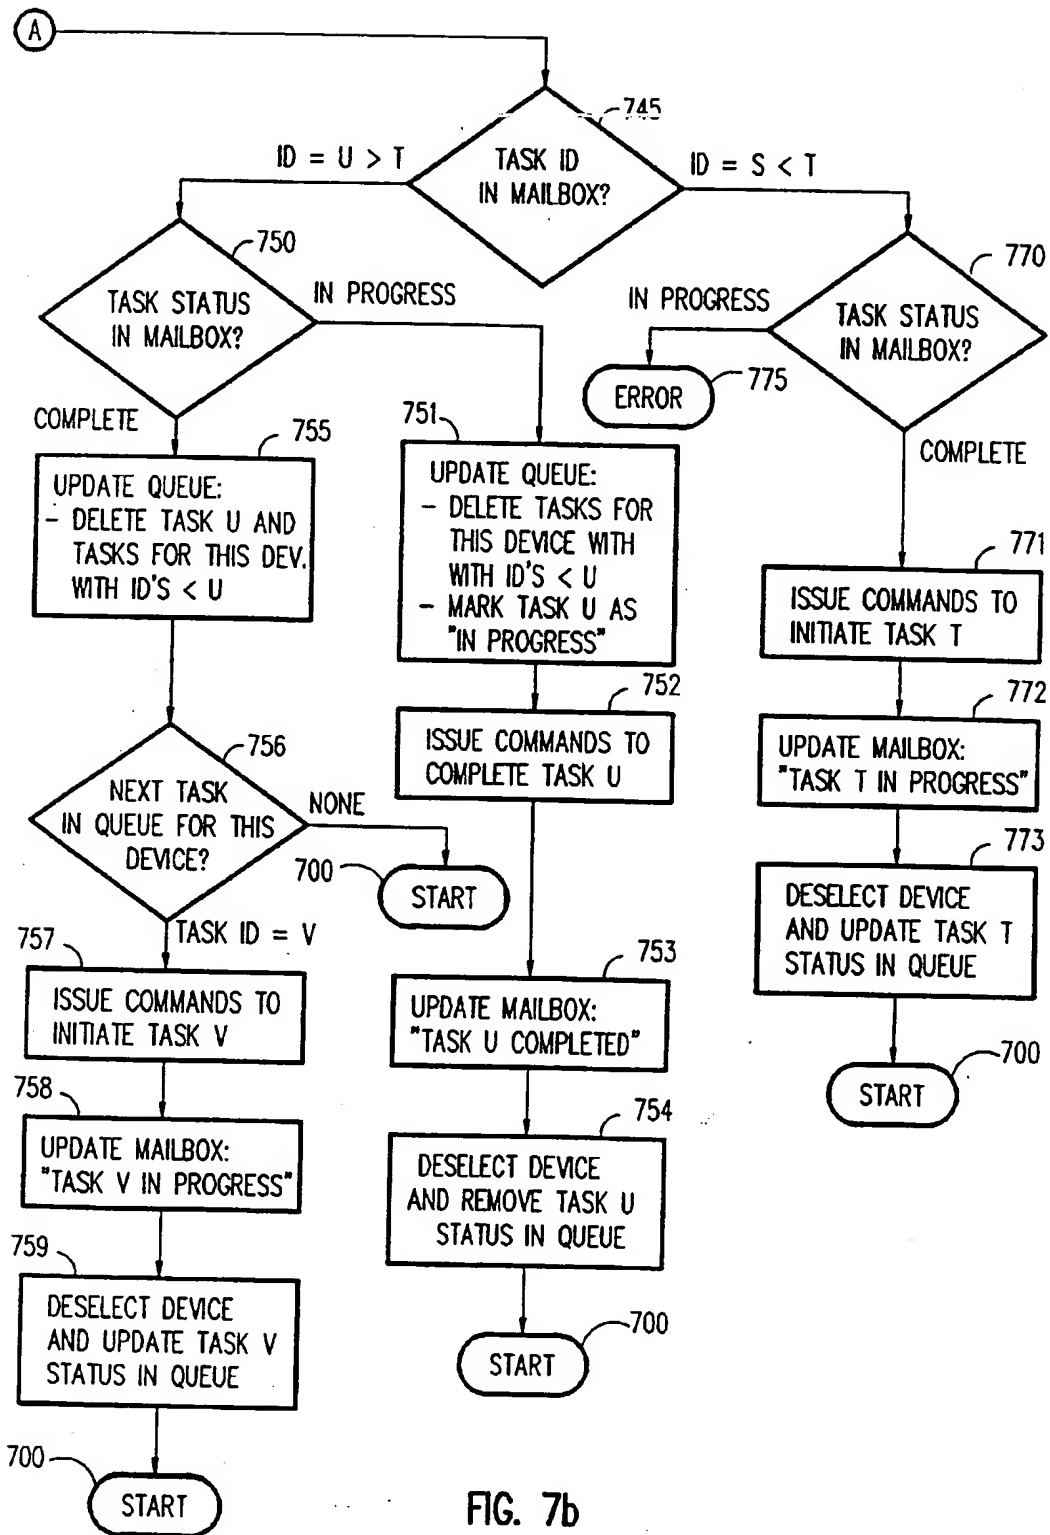 A
745
TASK ID
IN MAILBOX?
ID = U > T
ID = S < T
750
TASK STATUS
IN MAILBOX?
IN PROGRESS
COMPLETE
770
TASK STATUS
IN MAILBOX?
IN PROGRESS
775
ERROR
COMPLETE
755
UPDATE QUEUE:
- DELETE TASK U AND
TASKS FOR THIS DEV.
WITH ID'S < U
751
UPDATE QUEUE:
- DELETE TASKS FOR
THIS DEVICE WITH
WITH ID'S < U
- MARK TASK U AS
"IN PROGRESS"
771
ISSUE COMMANDS TO
INITIATE TASK T
752
ISSUE COMMANDS TO
COMPLETE TASK U
772
UPDATE MAILBOX:
"TASK T IN PROGRESS"
756
NEXT TASK
IN QUEUE FOR THIS
DEVICE?
NONE
700
START
TASK ID = V
773
DESELECT DEVICE
AND UPDATE TASK T
STATUS IN QUEUE
700
START
757
ISSUE COMMANDS TO
INITIATE TASK V
753
UPDATE MAILBOX:
"TASK U COMPLETED"
758
UPDATE MAILBOX:
"TASK V IN PROGRESS"
754
DESELECT DEVICE
AND REMOVE TASK U
STATUS IN QUEUE
759
DESELECT DEVICE
AND UPDATE TASK V
STATUS IN QUEUE
700
START
700
START
FIG. 7b